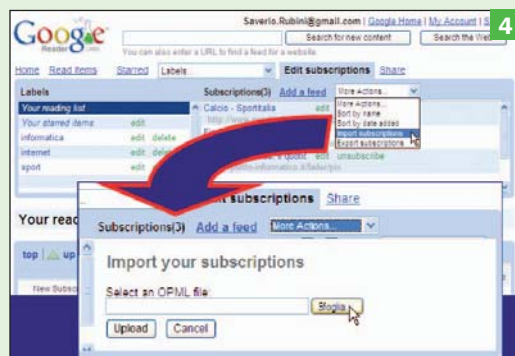 4
Saverio.Rubini@gmail.com | Google Home | My Account | S
Google
Reader
Search for new content
Search the Web
You can also enter a URL to find a feed for a website.
Home Read items Starred Labels... Edit subscriptions Share
Labels
Subscriptions(3) Add a feed More Actions...
Your reading list
Calcio - Sportitalia edit
More Actions...
Your starred items edit
Sort by name
informatica edit delete
Sort by date added
internet edit
Import subscriptions
sport edit
Export subscriptions
edit unsubscribe
Your read
subscriptions Share
Subscriptions(3) Add a feed More Actions...
top | up
Import your subscriptions
New Subsc
Select an OPML file:
Sfoglia...
Upload Cancel